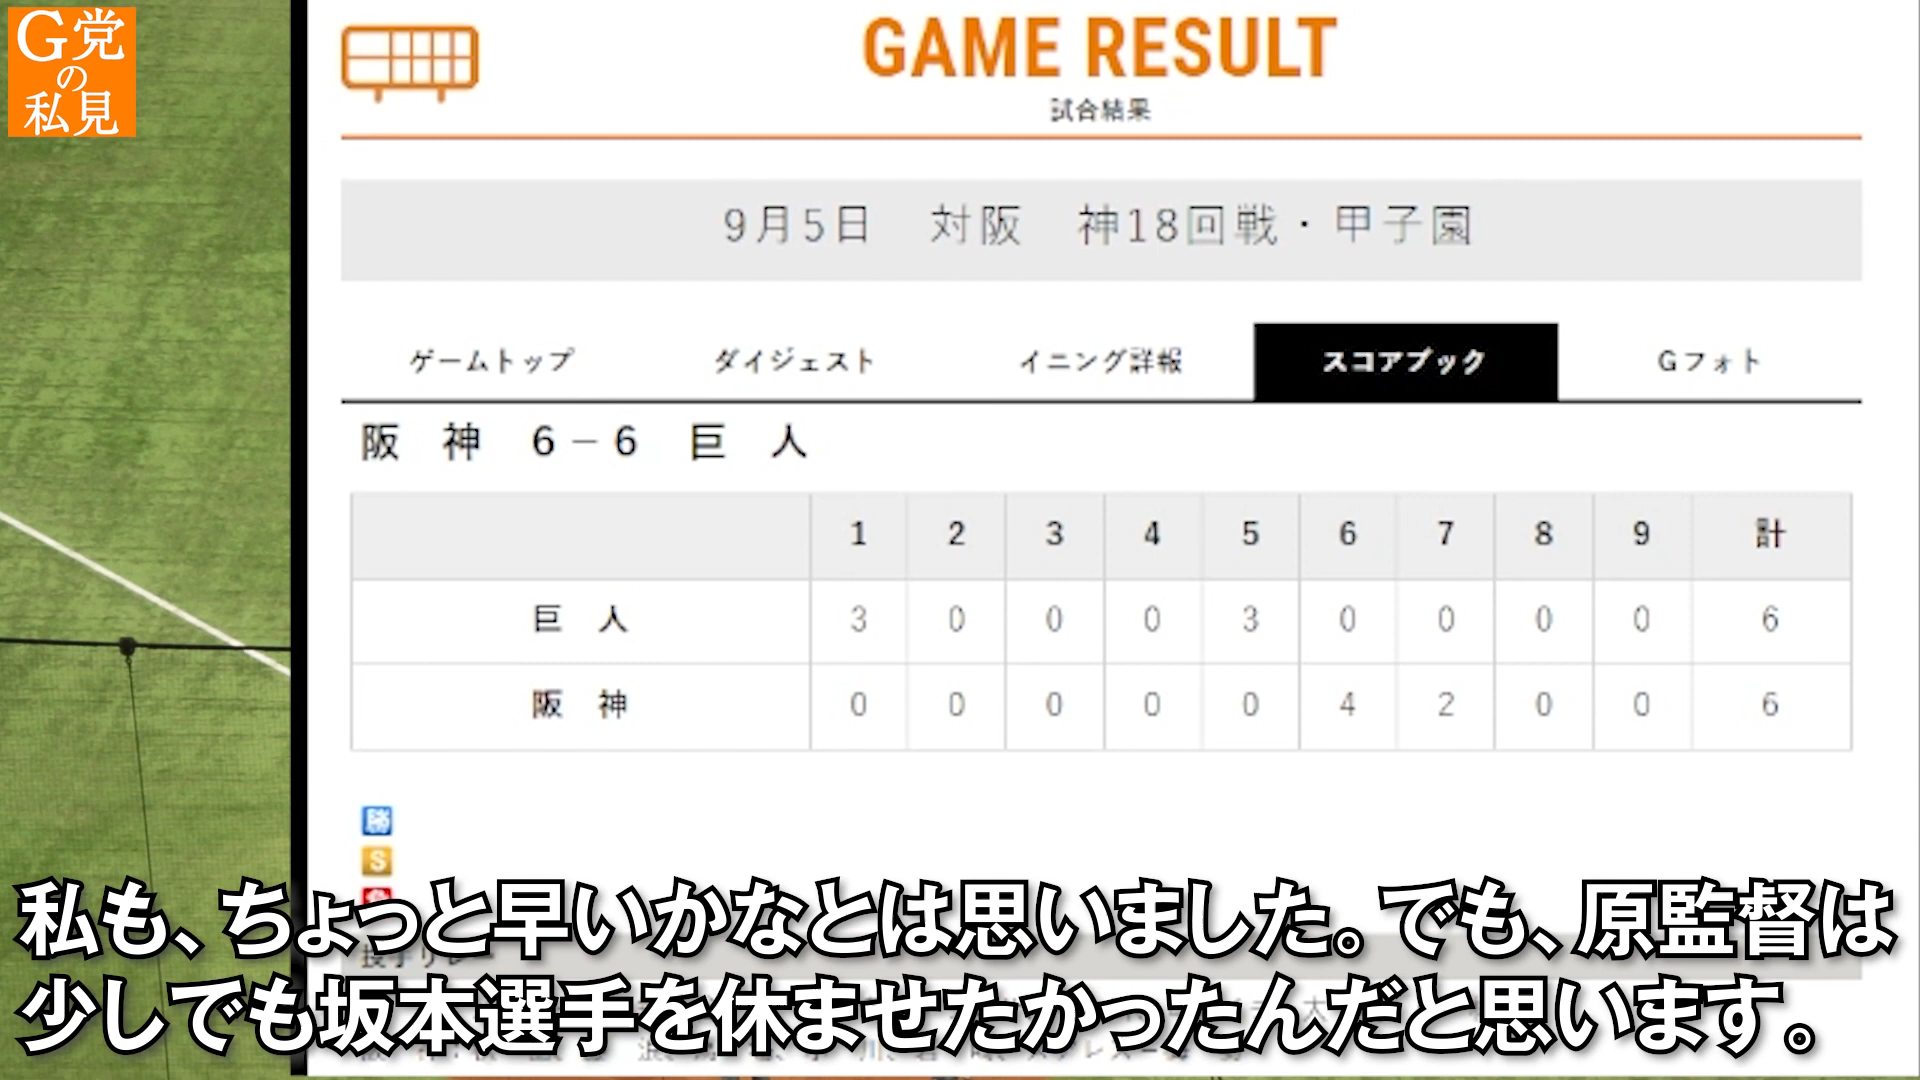 G党
の
私見
GAME RESULT
試合結果
9月5日　対阪　神18回戦・甲子園
ゲームトップ ダイジェスト イニング詳報 スコアブック Gフォト
阪　神　6－6　巨　人
1 2 3 4 5 6 7 8 9 計
巨　人 3 0 0 0 3 0 0 0 0 6
阪　神 0 0 0 0 0 4 2 0 0 6
勝
S
私も、ちょっと早いかなとは思いました。でも、原監督は
少しでも坂本選手を休ませたかったんだと思います。